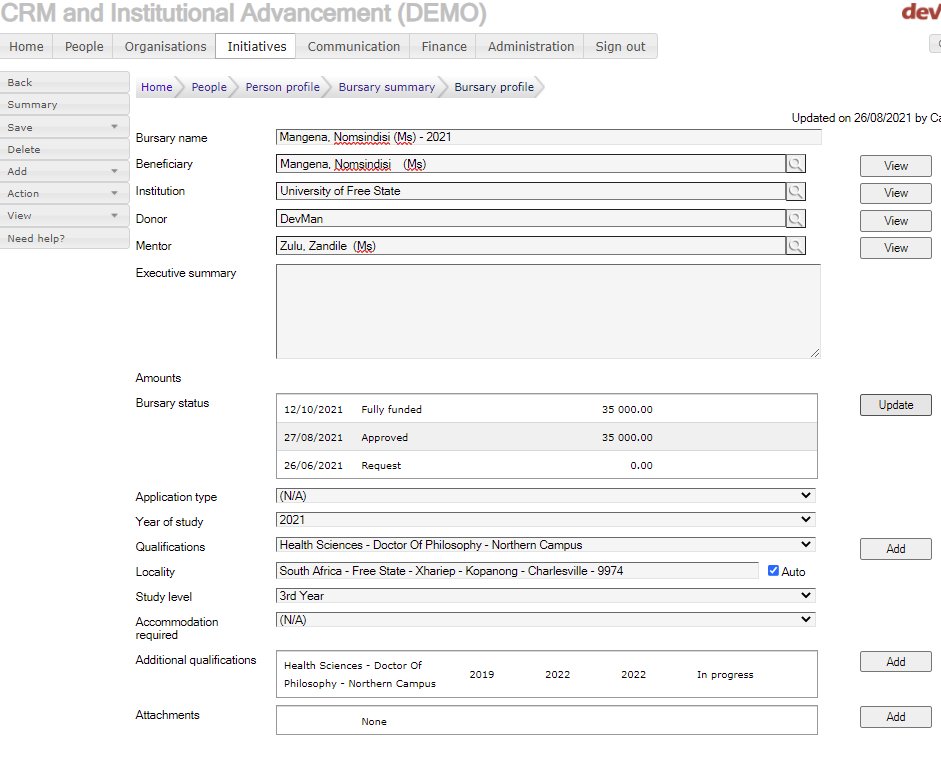 CRM and Institutional Advancement (DEMO)
dev
Home People Organisations Initiatives Communication Finance Administration Sign out
Back
Summary
Save
Delete
Add
Action
View
Need help?
Home People Person profile Bursary summary Bursary profile
Updated on 26/08/2021 by Ca
Bursary name Mangena, Nomsindisi (Ms) - 2021
Beneficiary Mangena, Nomsindisi (Ms) View
Institution University of Free State View
Donor DevMan View
Mentor Zulu, Zandile (Ms) View
Executive summary
Amounts
Bursary status Update
12/10/2021 Fully funded 35 000.00
27/08/2021 Approved 35 000.00
26/06/2021 Request 0.00
Application type (N/A)
Year of study 2021
Qualifications Health Sciences - Doctor Of Philosophy - Northern Campus Add
Locality South Africa - Free State - Xhariep - Kopanong - Charlesville - 9974 Auto
Study level 3rd Year
Accommodation
required (N/A)
Additional qualifications Health Sciences - Doctor Of
Philosophy - Northern Campus 2019 2022 2022 In progress Add
Attachments None Add